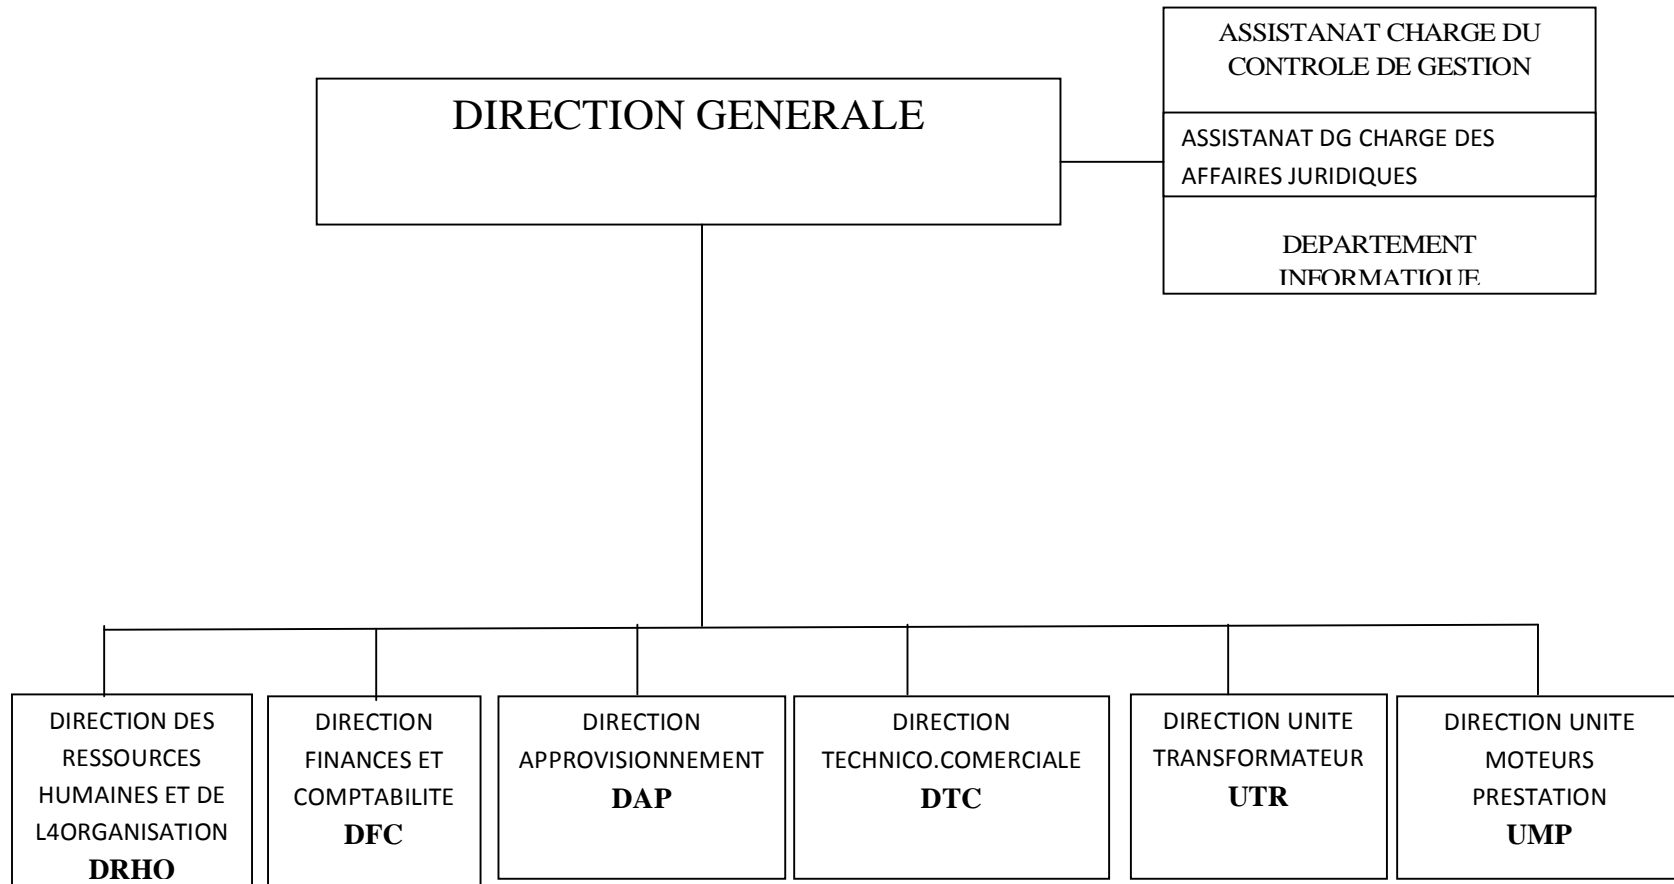 ASSISTANAT CHARGE DU
CONTROLE DE GESTION
DIRECTION GENERALE
ASSISTANAT DG CHARGE DES
AFFAIRES JURIDIQUES
DEPARTEMENT
INFORMATIQUE
DIRECTION DES
RESSOURCES
HUMAINES ET DE
L4ORGANISATION
DRHO
DIRECTION
FINANCES ET
COMPTABILITE
DFC
DIRECTION
APPROVISIONNEMENT
DAP
DIRECTION
TECHNICO.COMERCIALE
DTC
DIRECTION UNITE
TRANSFORMATEUR
UTR
DIRECTION UNITE
MOTEURS
PRESTATION
UMP